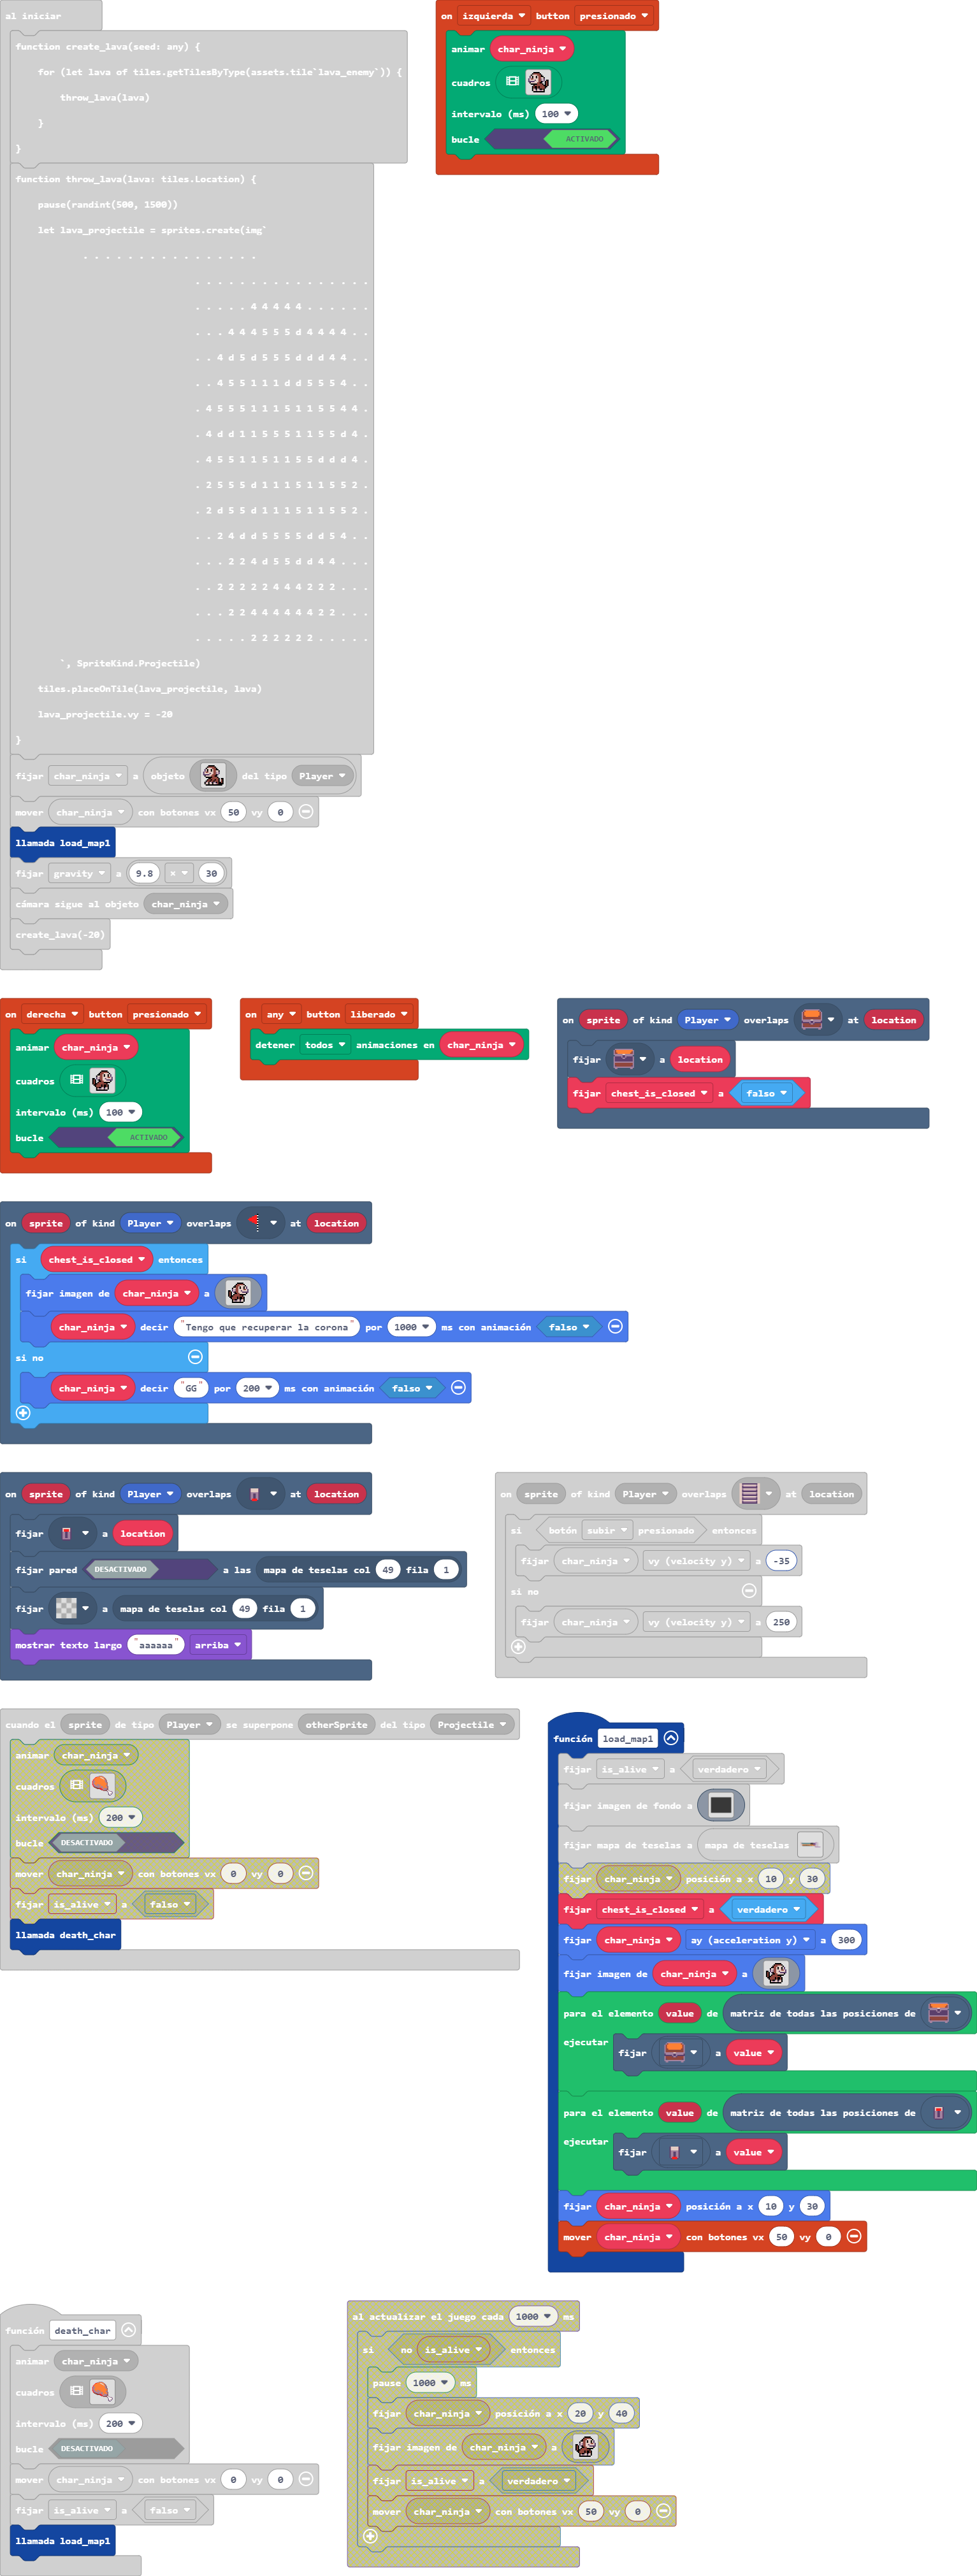 al iniciar
function create_lava(seed: any) {
for (let lava of tiles.getTilesByType(assets.tile`lava_enemy`)) {
throw_lava(lava)
}
}
function throw_lava(lava: tiles.Location) {
pause(randint(500, 1500))
let lava_projectile = sprites.create(img`
. . . . . . . . . . . . . . . .
. . . . . . . . . . . . . . . .
. . . . . 4 4 4 4 4 . . . . . .
. . . 4 4 4 5 5 5 d 4 4 4 4 . .
. . 4 d 5 d 5 5 5 d d d 4 4 . .
. . 4 5 5 1 1 1 d d 5 5 5 4 . .
. 4 5 5 5 1 1 1 5 1 1 5 5 4 4 .
. 4 d d 1 1 5 5 5 1 1 5 5 d 4 .
. 4 5 5 1 1 5 1 1 5 5 d d d 4 .
. 2 5 5 5 d 1 1 1 5 1 1 5 5 2 .
. 2 d 5 5 d 1 1 1 5 1 1 5 5 2 .
. . 2 4 d d 5 5 5 5 d d 5 4 . .
. . . 2 2 4 d 5 5 d d 4 4 . . .
. . 2 2 2 2 2 4 4 4 2 2 2 . . .
. . . 2 2 4 4 4 4 4 4 2 2 . . .
. . . . . 2 2 2 2 2 2 . . . . .
`, SpriteKind.Projectile)
tiles.placeOnTile(lava_projectile, lava)
lava_projectile.vy = -20
}
fijar char_ninja a objeto del tipo Player
mover char_ninja con botones vx 50 vy 0
llamada load_map1
fijar gravity a 9.8 × 30
cámara sigue al objeto char_ninja
create_lava(-20)
on izquierda button presionado
animar char_ninja
cuadros
intervalo (ms) 100
bucle ACTIVADO
on derecha button presionado
animar char_ninja
cuadros
intervalo (ms) 100
bucle ACTIVADO
on any button liberado
detener todos animaciones en char_ninja
on sprite of kind Player overlaps at location
fijar a location
fijar chest_is_closed a falso
on sprite of kind Player overlaps at location
si chest_is_closed entonces
fijar imagen de char_ninja a
char_ninja decir "Tengo que recuperar la corona" por 1000 ms con animación falso
si no
char_ninja decir "GG" por 200 ms con animación falso
on sprite of kind Player overlaps at location
fijar a location
fijar pared DESACTIVADO a las mapa de teselas col 49 fila 1
fijar a mapa de teselas col 49 fila 1
mostrar texto largo "aaaaaa" arriba
on sprite of kind Player overlaps at location
si botón subir presionado entonces
fijar char_ninja vy (velocity y) a -35
si no
fijar char_ninja vy (velocity y) a 250
cuando el sprite de tipo Player se superpone otherSprite del tipo Projectile
animar char_ninja
cuadros
intervalo (ms) 200
bucle DESACTIVADO
mover char_ninja con botones vx 0 vy 0
fijar is_alive a falso
llamada death_char
función load_map1
fijar is_alive a verdadero
fijar imagen de fondo a
fijar mapa de teselas a mapa de teselas
fijar char_ninja posición a x 10 y 30
fijar chest_is_closed a verdadero
fijar char_ninja ay (acceleration y) a 300
fijar imagen de char_ninja a
para el elemento value de matriz de todas las posiciones de
ejecutar fijar a value
para el elemento value de matriz de todas las posiciones de
ejecutar fijar a value
fijar char_ninja posición a x 10 y 30
mover char_ninja con botones vx 50 vy 0
función death_char
animar char_ninja
cuadros
intervalo (ms) 200
bucle DESACTIVADO
mover char_ninja con botones vx 0 vy 0
fijar is_alive a falso
llamada load_map1
al actualizar el juego cada 1000 ms
si no is_alive entonces
pause 1000 ms
fijar char_ninja posición a x 20 y 40
fijar imagen de char_ninja a
fijar is_alive a verdadero
mover char_ninja con botones vx 50 vy 0